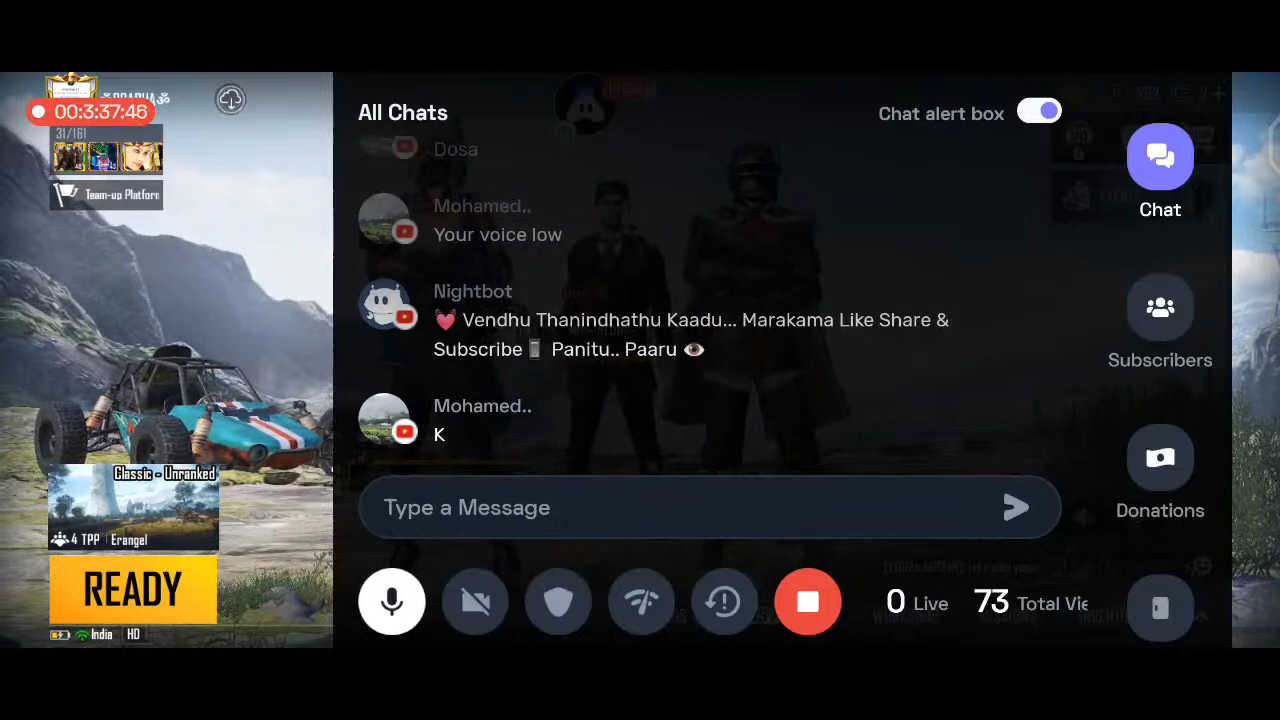 00:3:37:46
31/161
Team-up Platform
Classic - Unranked
4 TPP | Erangel
READY
India HD
All Chats
Chat alert box
Dosa
Mohamed..
Your voice low
Nightbot
💓 Vendhu Thanindhathu Kaadu... Marakama Like Share &
Subscribe📱 Panitu.. Paaru 👁️
Mohamed..
K
Type a Message
0 Live 73 Total Vie
Chat
Subscribers
Donations